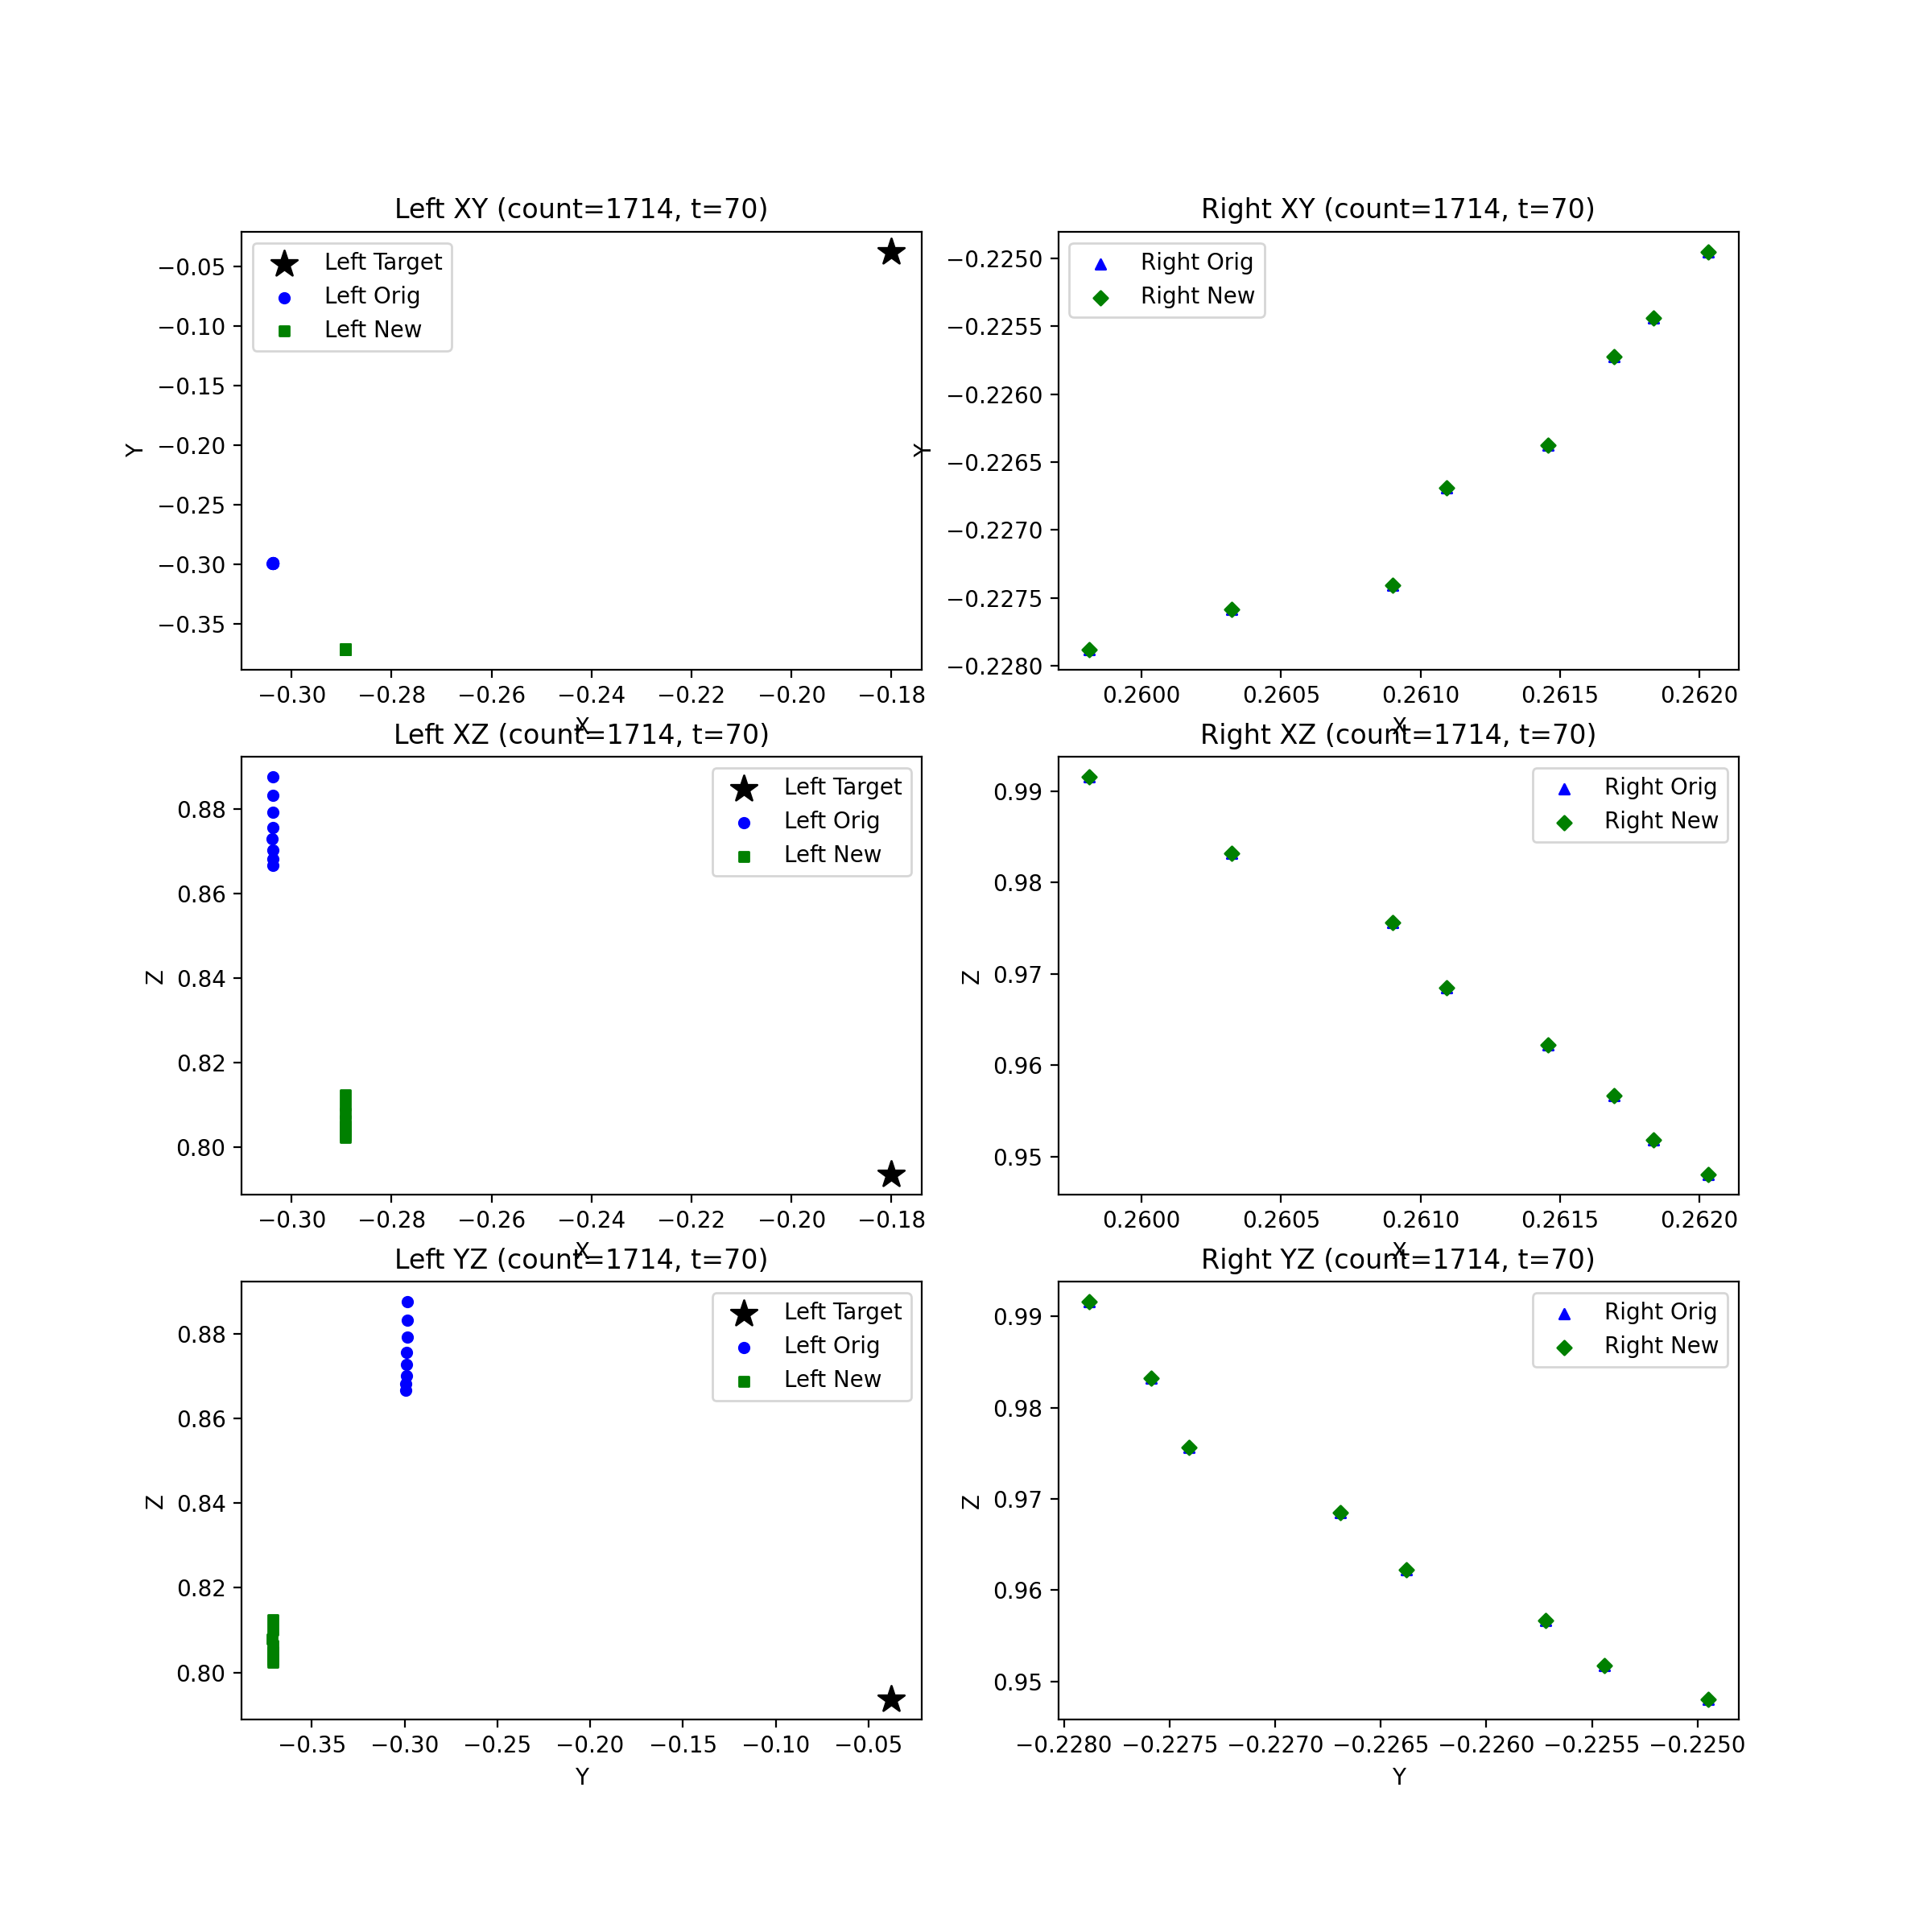 Left XY (count=1714, t=70)
Left Target
Left Orig
Left New
−0.05
−0.10
−0.15
−0.20
−0.25
−0.30
−0.35
Y
−0.30 −0.28 −0.26 −0.24 −0.22 −0.20 −0.18
X
Right XY (count=1714, t=70)
Right Orig
Right New
−0.2250
−0.2255
−0.2260
−0.2265
−0.2270
−0.2275
−0.2280
Y
0.2600 0.2605 0.2610 0.2615 0.2620
X
Left XZ (count=1714, t=70)
Left Target
Left Orig
Left New
0.88
0.86
0.84
0.82
0.80
Z
−0.30 −0.28 −0.26 −0.24 −0.22 −0.20 −0.18
X
Right XZ (count=1714, t=70)
Right Orig
Right New
0.99
0.98
0.97
0.96
0.95
Z
0.2600 0.2605 0.2610 0.2615 0.2620
X
Left YZ (count=1714, t=70)
Left Target
Left Orig
Left New
0.88
0.86
0.84
0.82
0.80
Z
−0.35 −0.30 −0.25 −0.20 −0.15 −0.10 −0.05
Y
Right YZ (count=1714, t=70)
Right Orig
Right New
0.99
0.98
0.97
0.96
0.95
Z
−0.2280 −0.2275 −0.2270 −0.2265 −0.2260 −0.2255 −0.2250
Y